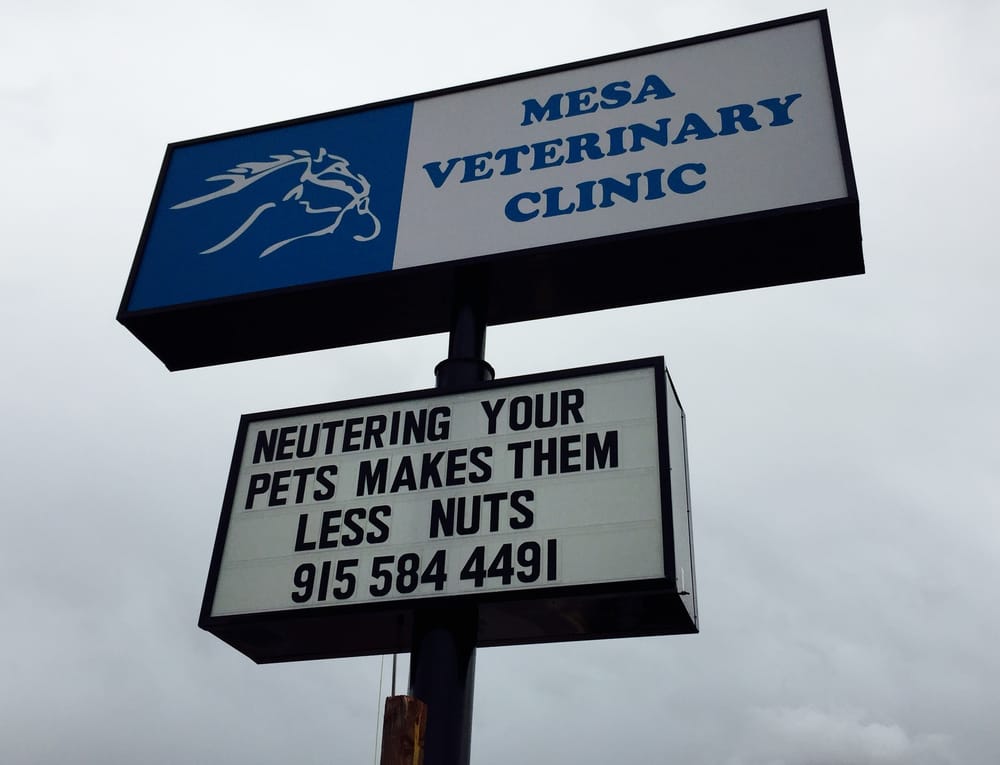 MESA
VETERINARY
CLINIC
NEUTERING YOUR
PETS MAKES THEM
LESS NUTS
915 584 4491